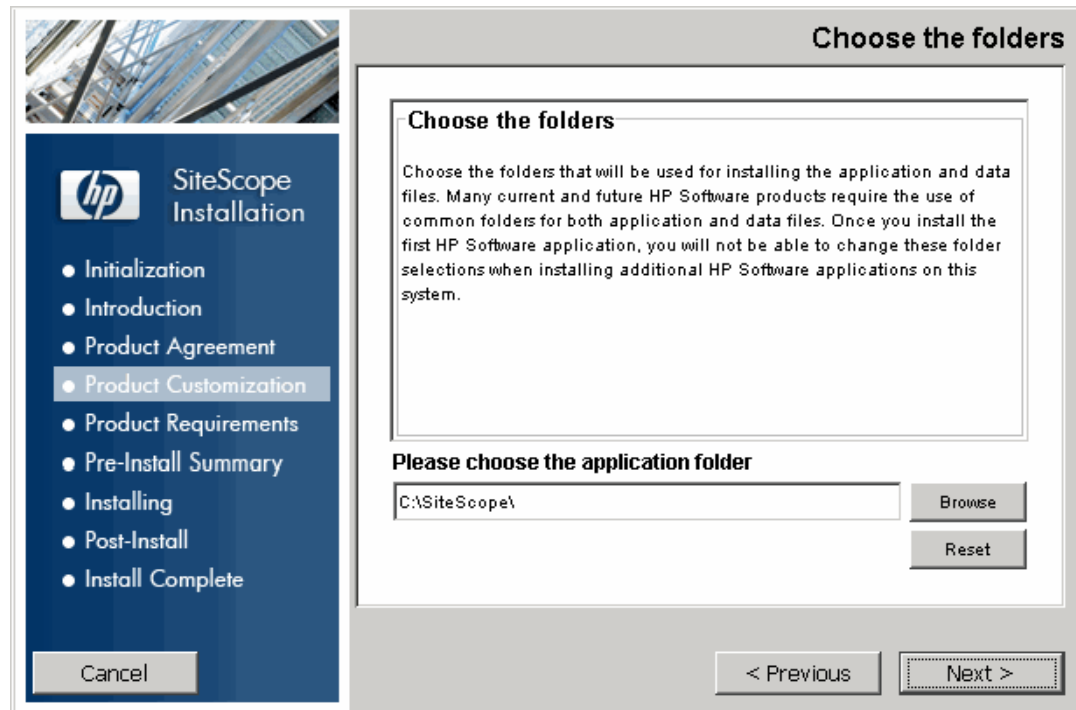 Choose the folders
hp
SiteScope
Installation
Initialization
Introduction
Product Agreement
Product Customization
Product Requirements
Pre-Install Summary
Installing
Post-Install
Install Complete
Cancel
Choose the folders
Choose the folders that will be used for installing the application and data
files. Many current and future HP Software products require the use of
common folders for both application and data files. Once you install the
first HP Software application, you will not be able to change these folder
selections when installing additional HP Software applications on this
system.
Please choose the application folder
C:\SiteScope\
Browse
Reset
< Previous
Next >